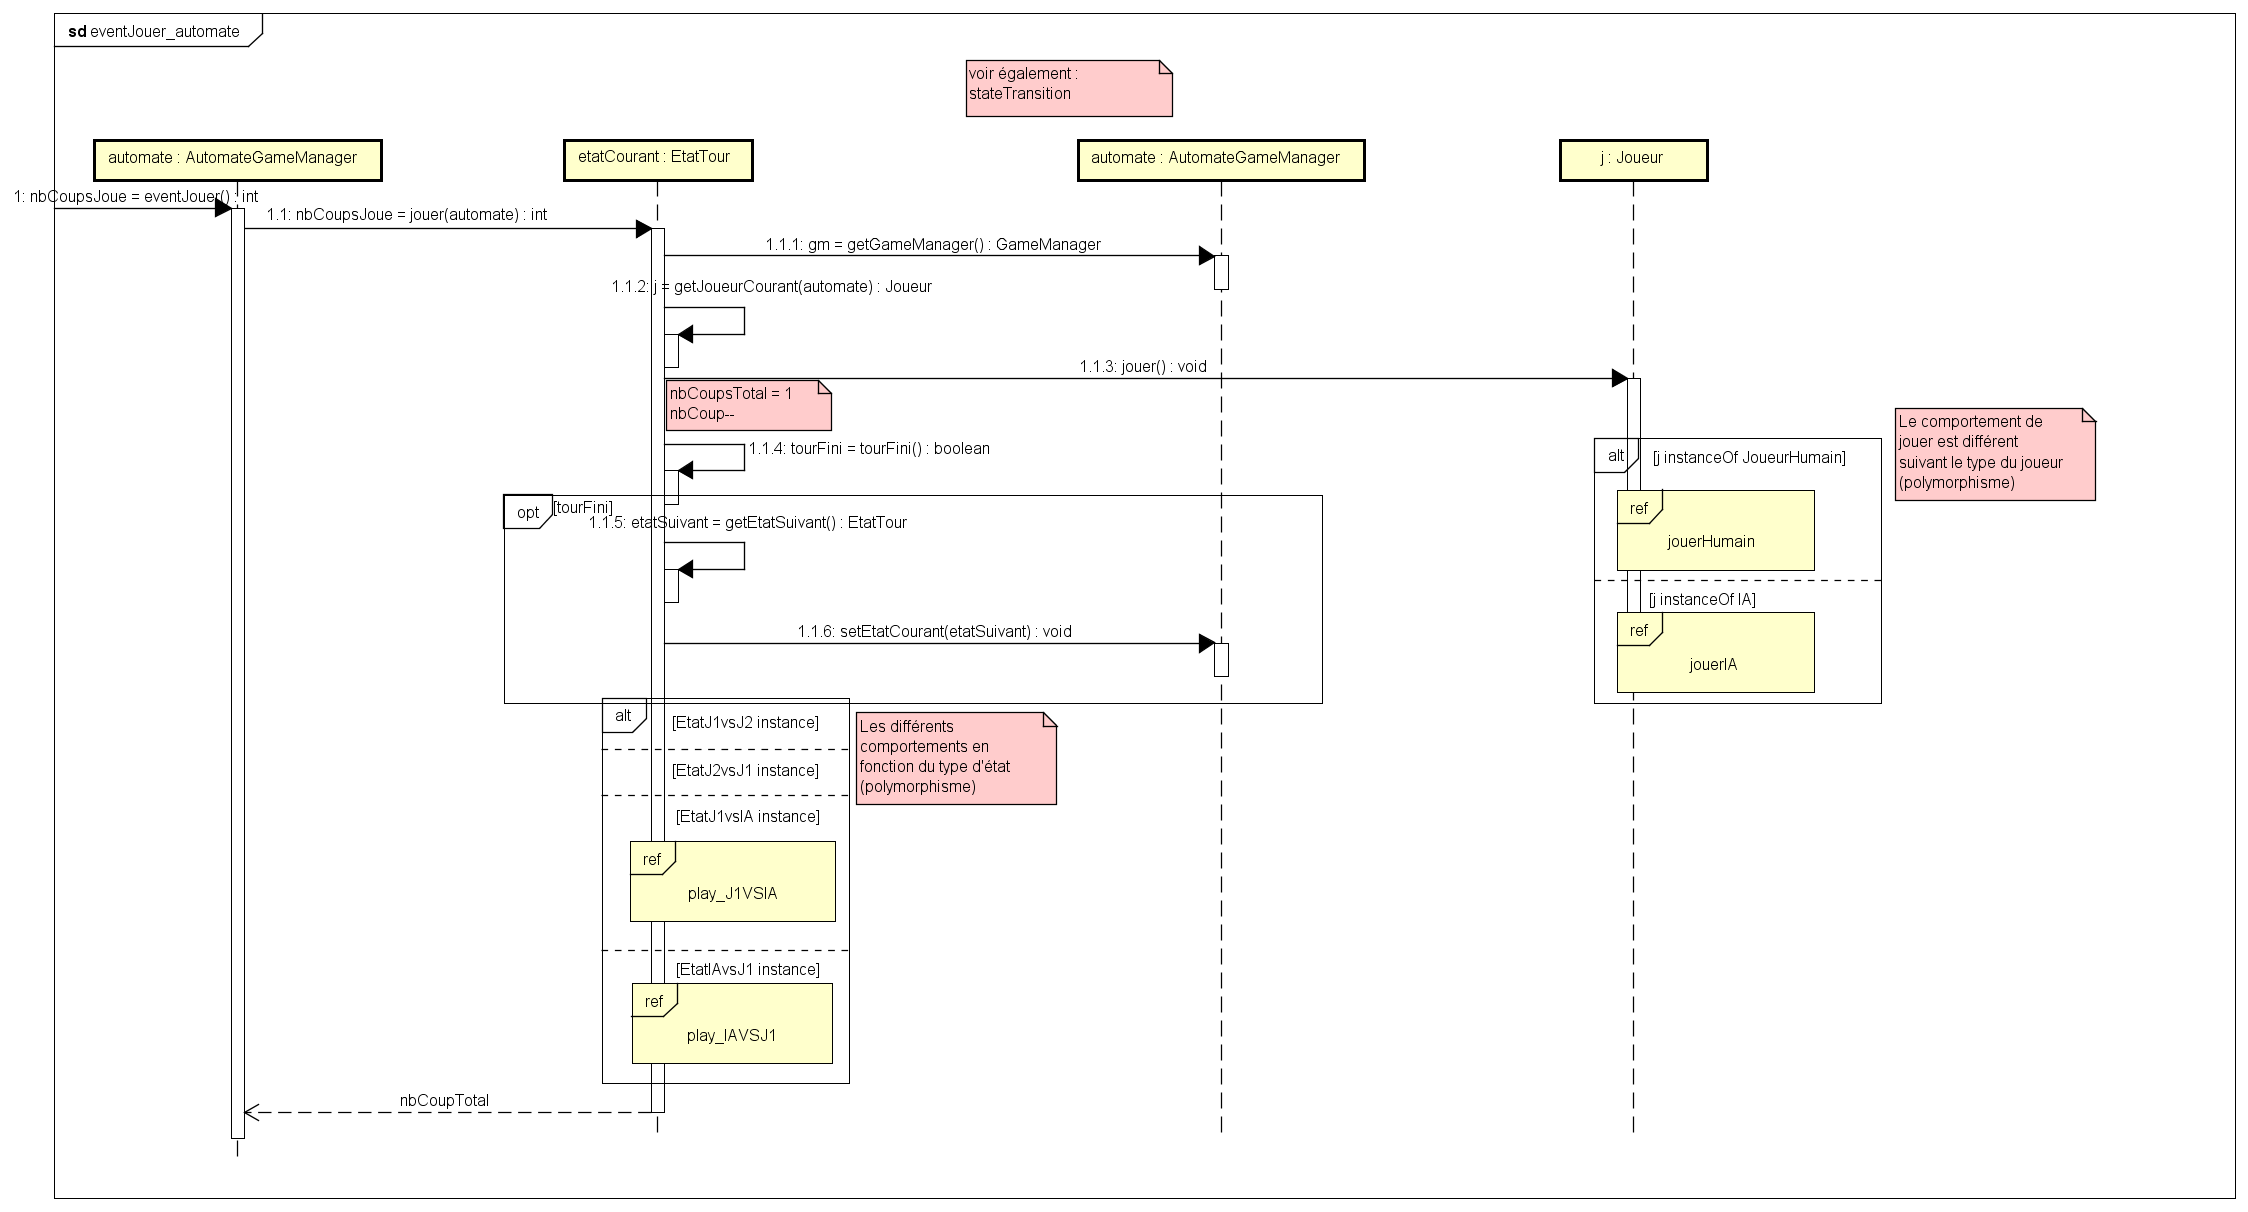 sd eventJouer_automate
voir également :
stateTransition
automate : AutomateGameManager
etatCourant : EtatTour
automate : AutomateGameManager
j : Joueur
1: nbCoupsJoue = eventJouer() : int
1.1: nbCoupsJoue = jouer(automate) : int
1.1.1: gm = getGameManager() : GameManager
1.1.2: j = getJoueurCourant(automate) : Joueur
1.1.3: jouer() : void
nbCoupsTotal = 1
nbCoup--
1.1.4: tourFini = tourFini() : boolean
Le comportement de
jouer est différent
suivant le type du joueur
(polymorphisme)
alt
[j instanceOf JoueurHumain]
ref
jouerHumain
[j instanceOf IA]
ref
jouerIA
opt
[tourFini]
1.1.5: etatSuivant = getEtatSuivant() : EtatTour
1.1.6: setEtatCourant(etatSuivant) : void
alt
[EtatJ1vsJ2 instance]
Les différents
comportements en
fonction du type d'état
(polymorphisme)
[EtatJ2vsJ1 instance]
[EtatJ1vsIA instance]
ref
play_J1VSIA
[EtatIAvsJ1 instance]
ref
play_IAVSJ1
nbCoupTotal